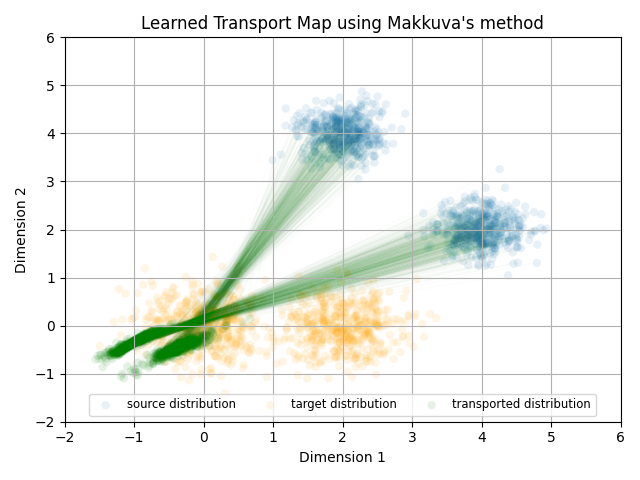 Learned Transport Map using Makkuva's method
6
5
4
3
2
1
0
−1
−2
Dimension 2
source distribution target distribution transported distribution
−2 −1 0 1 2 3 4 5 6
Dimension 1